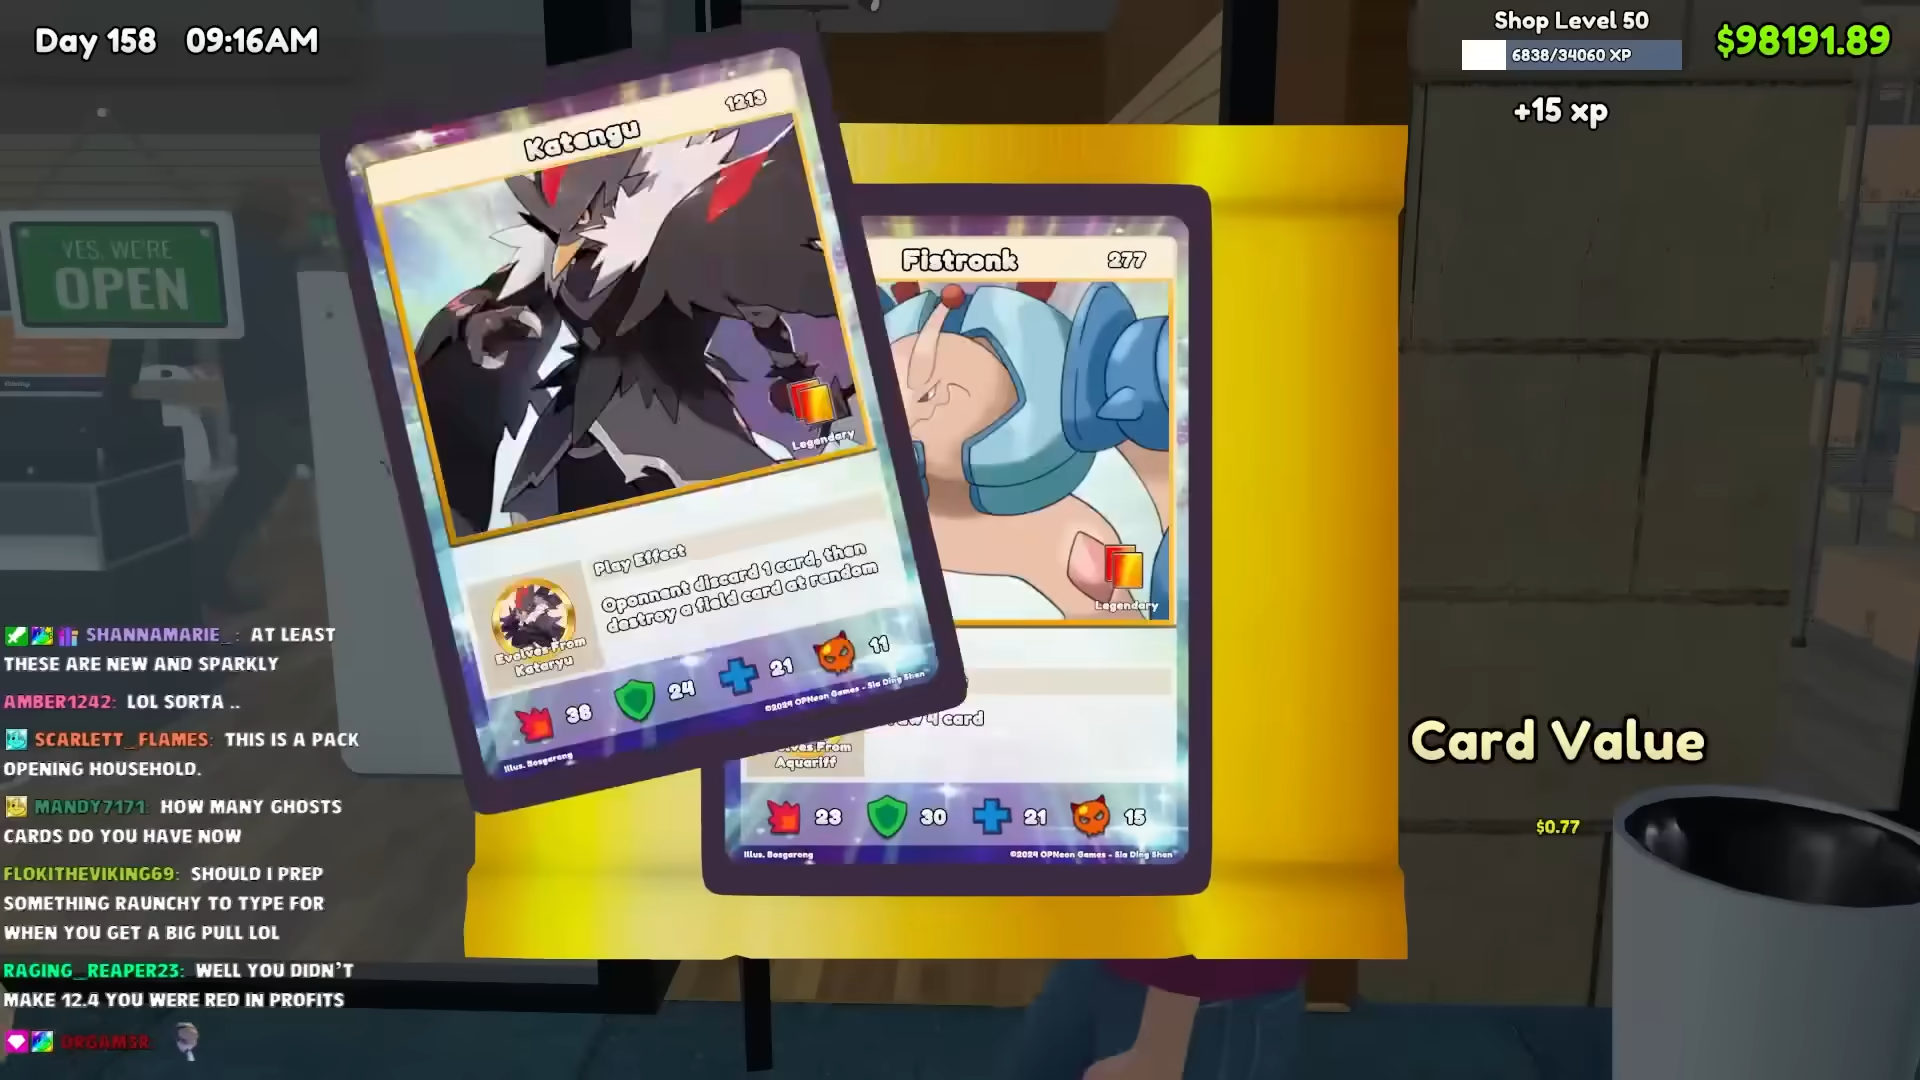 Day 158 09:16AM
Shop Level 50
6838/34060 XP
$98191.89
+15 xp
YES, WE'RE
OPEN
Katengu 1213
Legendary
Play Effect
Oponnent discard 1 card, then
destroy a field card at random
Evolves From
Kataryu
38 24 21 11
Illus. Bosgarong ©2024 OPNeon Games - Sia Ding Shen
Fistronk 277
Legendary
4 card
Aquariff
23 30 21 15
Illus. Bosgarong ©2024 OPNeon Games - Sia Ding Shen
Card Value
$0.77
SHANNAMARIE_: AT LEAST
THESE ARE NEW AND SPARKLY
AMBER1242: LOL SORTA ..
SCARLETT_FLAMES: THIS IS A PACK
OPENING HOUSEHOLD.
MANDY7171: HOW MANY GHOSTS
CARDS DO YOU HAVE NOW
FLOKITHEVIKING69: SHOULD I PREP
SOMETHING RAUNCHY TO TYPE FOR
WHEN YOU GET A BIG PULL LOL
RAGING_REAPER23: WELL YOU DIDN'T
MAKE 12.4 YOU WERE RED IN PROFITS
DRGAM3R: